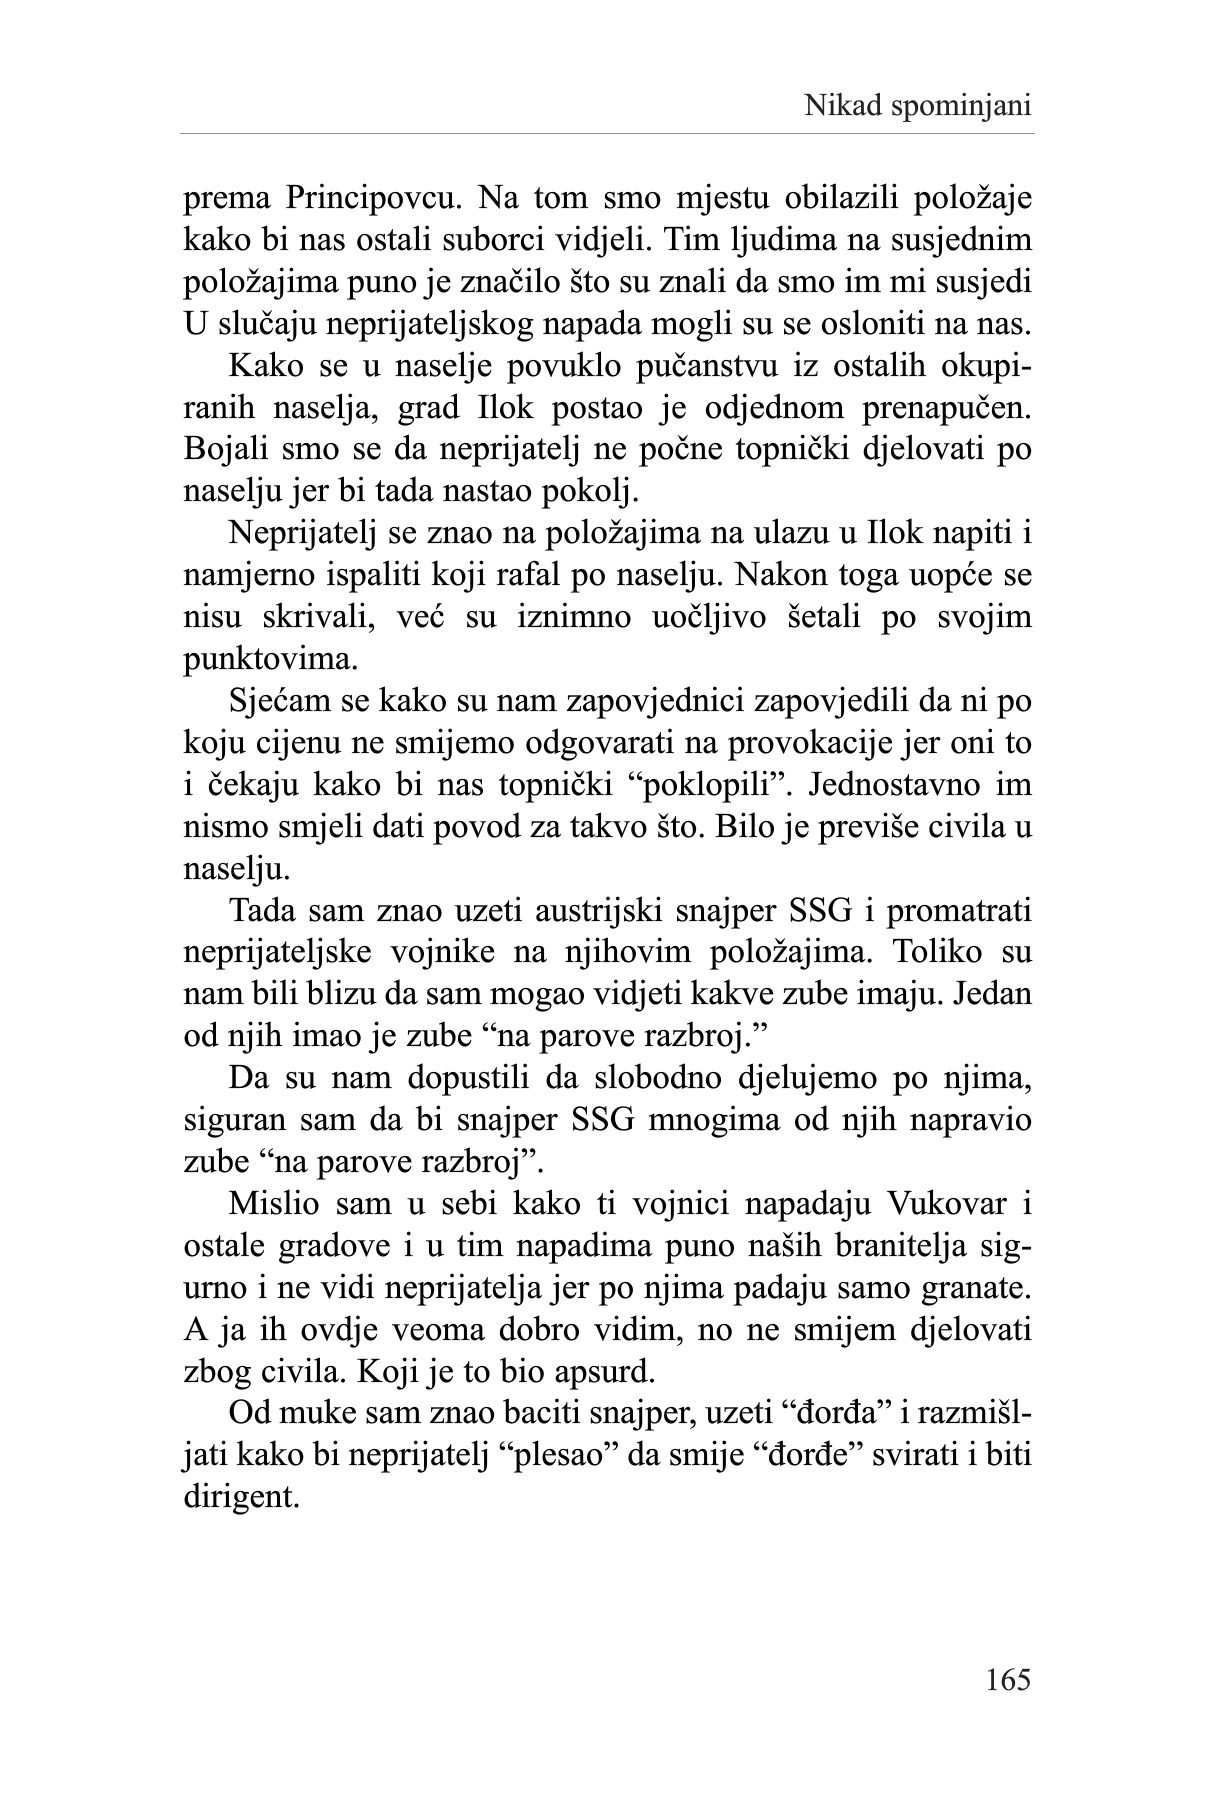 Nikad spominjani
prema Principovcu. Na tom smo mjestu obilazili položaje
kako bi nas ostali suborci vidjeli. Tim ljudima na susjednim
položajima puno je značilo što su znali da smo im mi susjedi
U slučaju neprijateljskog napada mogli su se osloniti na nas.
Kako se u naselje povuklo pučanstvu iz ostalih okupi-
ranih naselja, grad Ilok postao je odjednom prenapučen.
Bojali smo se da neprijatelj ne počne topnički djelovati po
naselju jer bi tada nastao pokolj.
Neprijatelj se znao na položajima na ulazu u Ilok napiti i
namjerno ispaliti koji rafal po naselju. Nakon toga uopće se
nisu skrivali, već su iznimno uočljivo šetali po svojim
punktovima.
Sjećam se kako su nam zapovjednici zapovjedili da ni po
koju cijenu ne smijemo odgovarati na provokacije jer oni to
i čekaju kako bi nas topnički “poklopili”. Jednostavno im
nismo smjeli dati povod za takvo što. Bilo je previše civila u
naselju.
Tada sam znao uzeti austrijski snajper SSG i promatrati
neprijateljske vojnike na njihovim položajima. Toliko su
nam bili blizu da sam mogao vidjeti kakve zube imaju. Jedan
od njih imao je zube “na parove razbroj.”
Da su nam dopustili da slobodno djelujemo po njima,
siguran sam da bi snajper SSG mnogima od njih napravio
zube “na parove razbroj”.
Mislio sam u sebi kako ti vojnici napadaju Vukovar i
ostale gradove i u tim napadima puno naših branitelja sig-
urno i ne vidi neprijatelja jer po njima padaju samo granate.
A ja ih ovdje veoma dobro vidim, no ne smijem djelovati
zbog civila. Koji je to bio apsurd.
Od muke sam znao baciti snajper, uzeti “đorđa” i razmišl-
jati kako bi neprijatelj “plesao” da smije “đorđe” svirati i biti
dirigent.
165